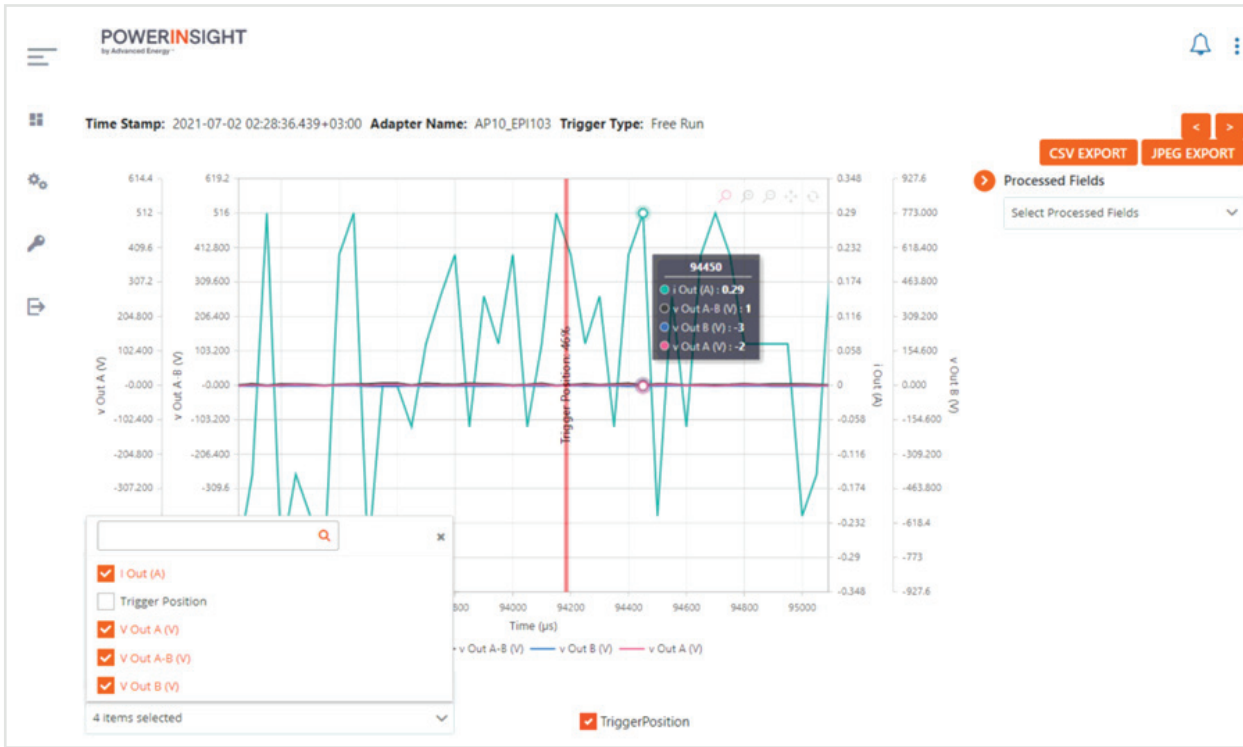 POWERINSIGHT
by Advanced Energy™
Time Stamp: 2021-07-02 02:28:36.439+03:00 Adapter Name: AP10_EPI103 Trigger Type: Free Run
< >
CSV EXPORT JPEG EXPORT
Processed Fields
Select Processed Fields
614.4 619.2 0.348 927.6
512 516 0.29 773.000
409.6 412.800 0.232 618.400
307.2 309.600 0.174 463.800
204.800 206.400 0.116 309.200
102.400 103.200 0.058 154.600
-0.000 -0.000 0 0.000
-102.400 -103.200 -0.058 -154.600
-204.800 -206.400 -0.116 -309.200
-307.200 -309.6 -0.174 -463.800
-0.232 -618.4
-0.29 -773
-0.348 -927.6
v Out A (V)
v Out A-B (V)
Trigger Position: 46%
i Out (A)
v Out B (V)
94450
i Out (A) : 0.29
v Out A-B (V) : 1
v Out B (V) : -3
v Out A (V) : -2
I Out (A)
Trigger Position
V Out A (V)
V Out A-B (V)
V Out B (V)
4 items selected
800 94000 94200 94400 94600 94800 95000
Time (µs)
v Out A-B (V) v Out B (V) v Out A (V)
TriggerPosition